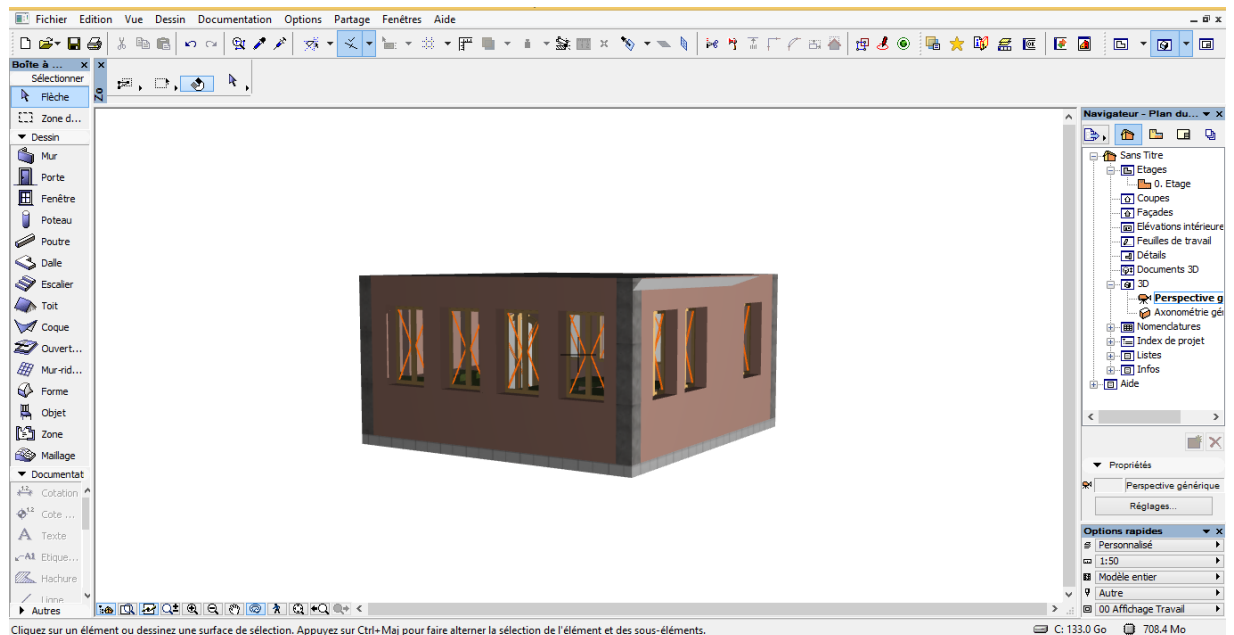 Fichier Edition Vue Dessin Documentation Options Partage Fenêtres Aide
Boîte à ...
Sélectionner
Flèche
Zone d...
Dessin
Mur
Porte
Fenêtre
Poteau
Poutre
Dalle
Escalier
Toit
Coque
Ouvert...
Mur-rid...
Forme
Objet
Zone
Maillage
Documentat
Cotation
Cote ...
A Texte
A1 Etique...
Hachure
Ligne
Autres
Navigateur - Plan du...
Sans Titre
Etages
0. Etage
Coupes
Façades
Elévations intérieure
Feuilles de travail
Détails
Documents 3D
3D
Perspective g
Axonométrie gé
Nomenclatures
Index de projet
Listes
Infos
Aide
Propriétés
Perspective générique
Réglages...
Options rapides
Personnalisé
1:50
Modèle entier
Autre
00 Affichage Travail
Cliquez sur un élément ou dessinez une surface de sélection. Appuyez sur Ctrl+Maj pour faire alterner la sélection de l'élément et des sous-éléments.
C: 133.0 Go 708.4 Mo